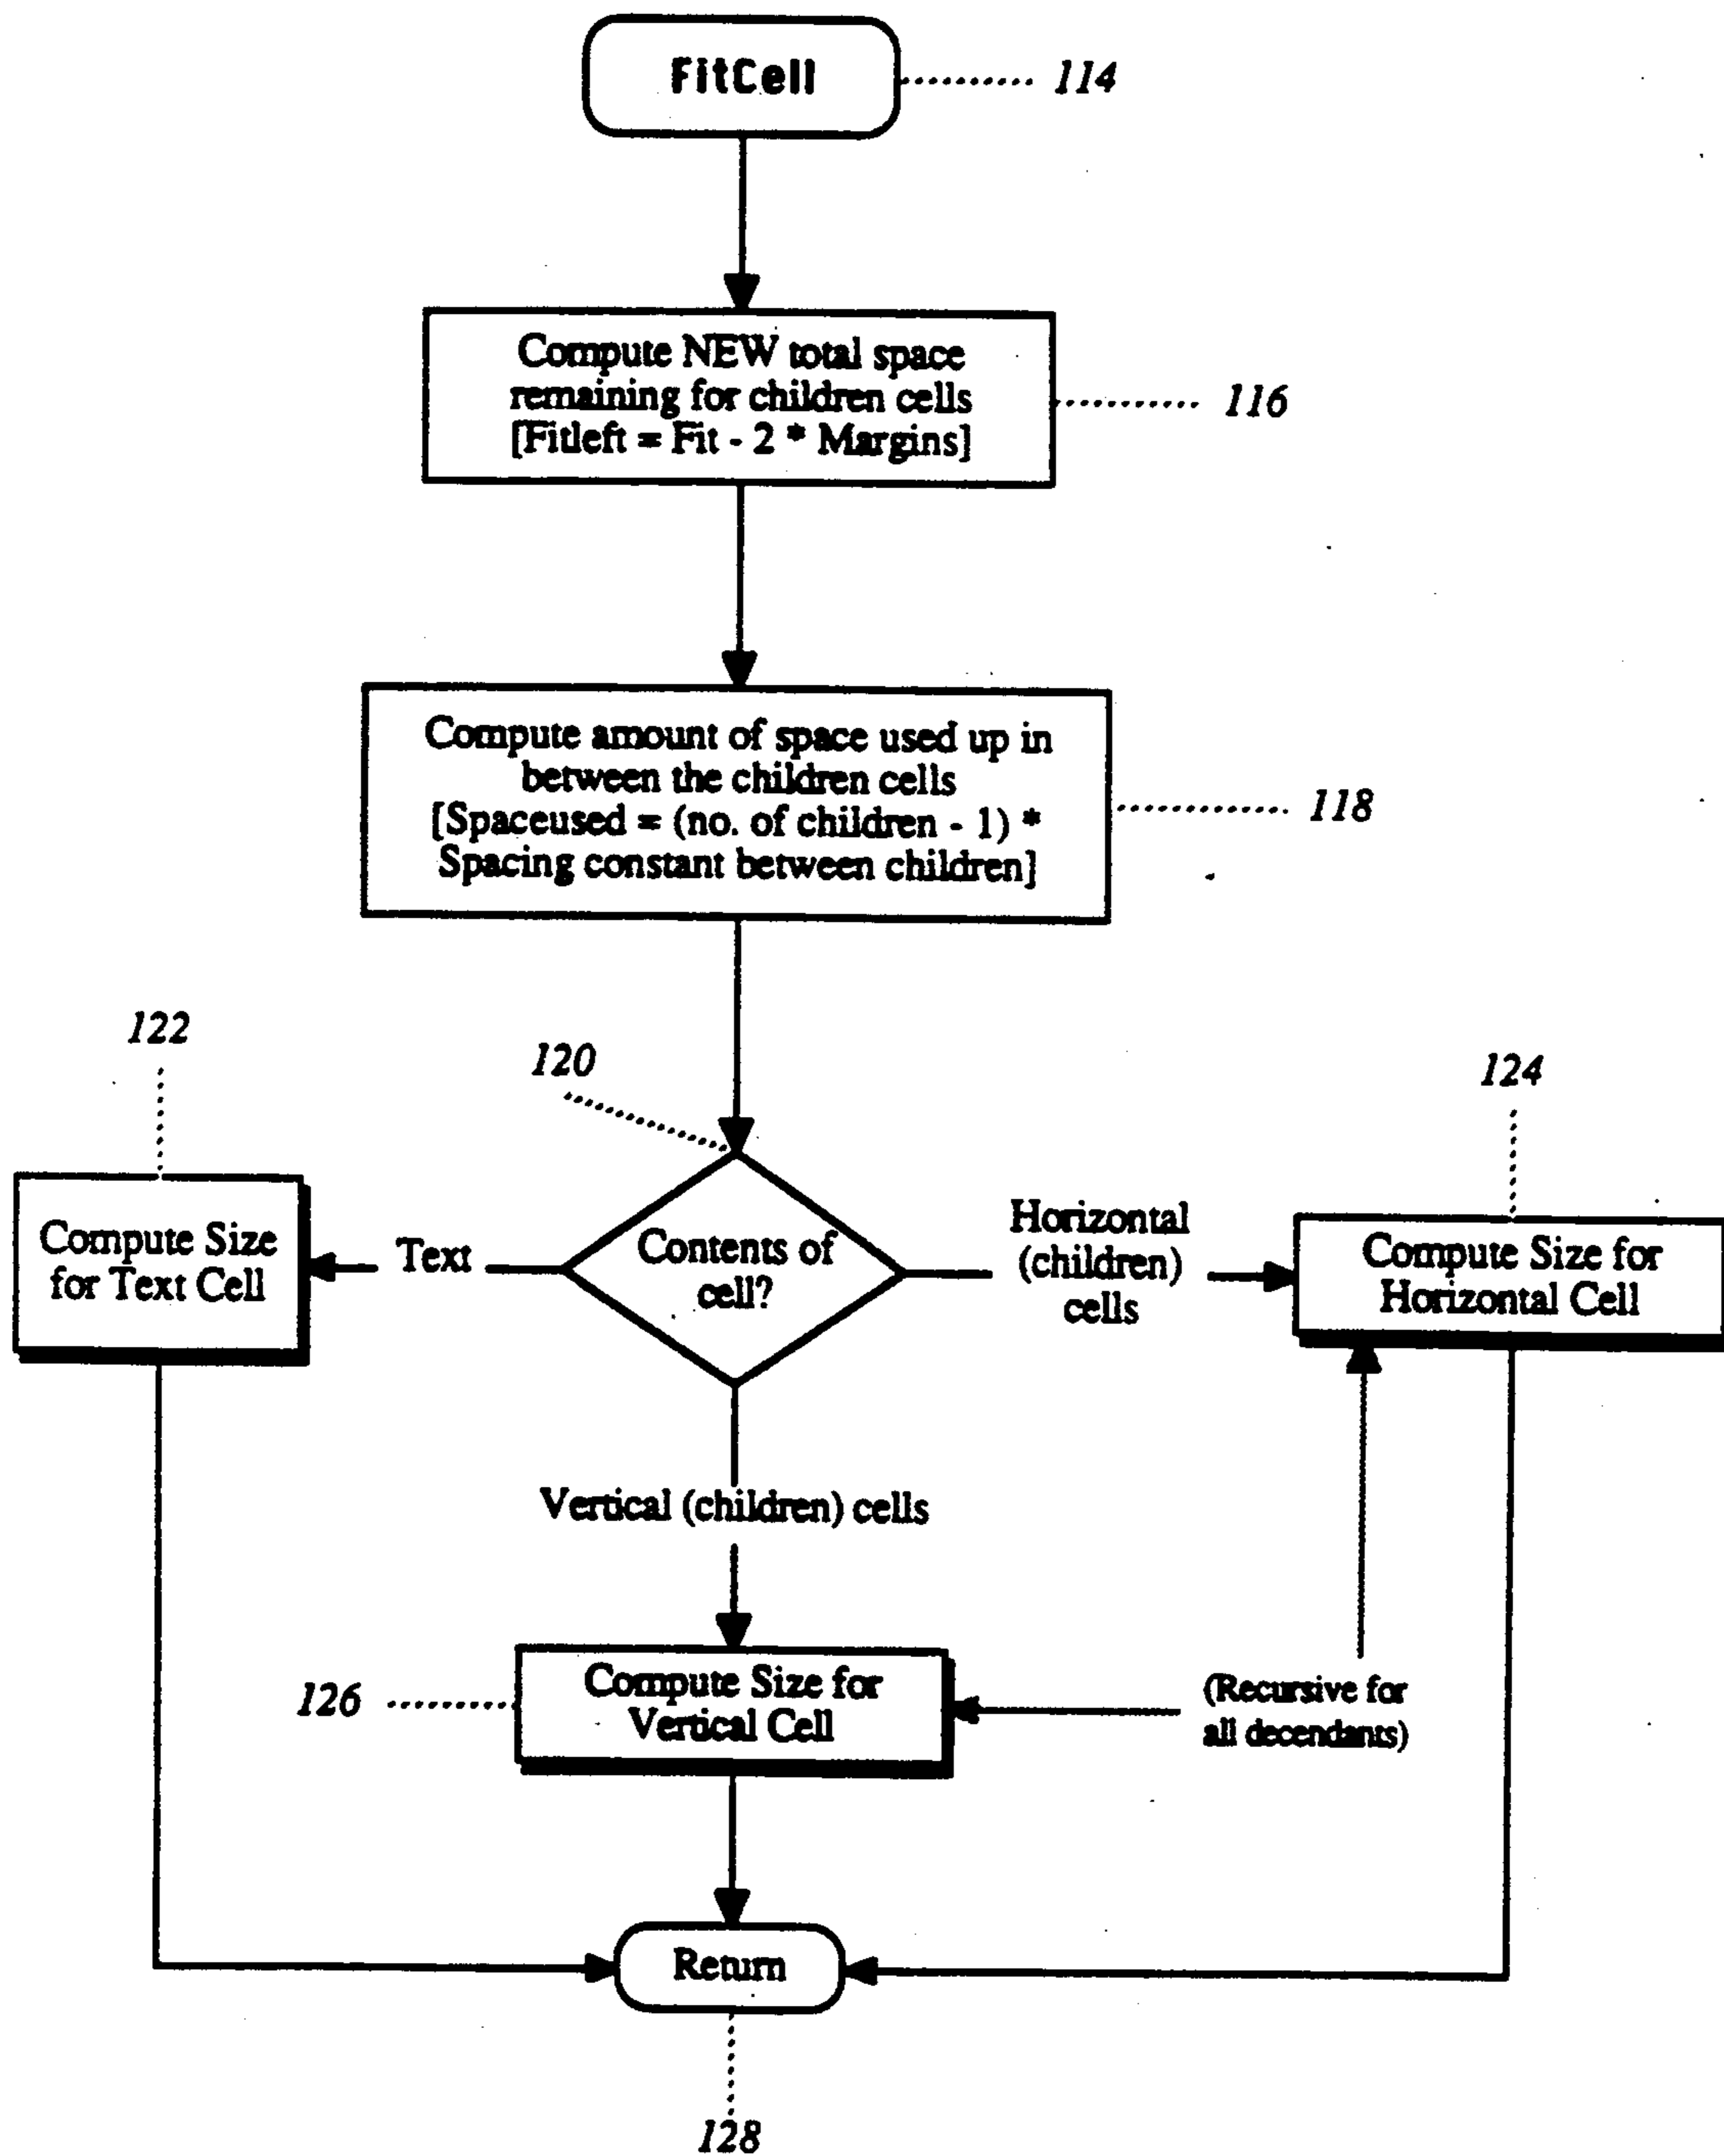 FitCell
114
Compute NEW total space
remaining for children cells
[Fitleft = Fit - 2 * Margins]
116
Compute amount of space used up in
between the children cells
[Spaceused = (no. of children - 1) *
Spacing constant between children]
118
122
120
124
Compute Size
for Text Cell
Text
Contents of
cell?
Horizontal
(children)
cells
Compute Size for
Horizontal Cell
Vertical (children) cells
126
Compute Size for
Vertical Cell
(Recursive for
all decendants)
Return
128